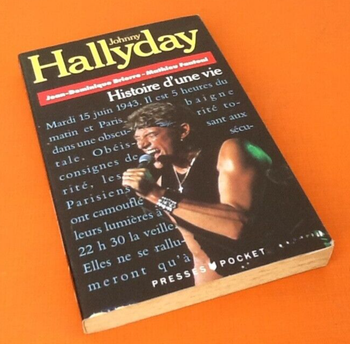 Johnny
Hallyday
Jean-Dominique Brierre - Mathieu Fantoni
Histoire d'une vie
Mardi 15 juin 1943. Il est 5 heures du
matin et Paris, baigne
dans une obscu- rité to-
tale. Obéis- sant aux
consignes de sécu-
rité, les
Parisiens
ont camouflé
leurs lumières à
22 h 30 la veille.
Elles ne se rallu-
meront qu'à
PRESSES POCKET